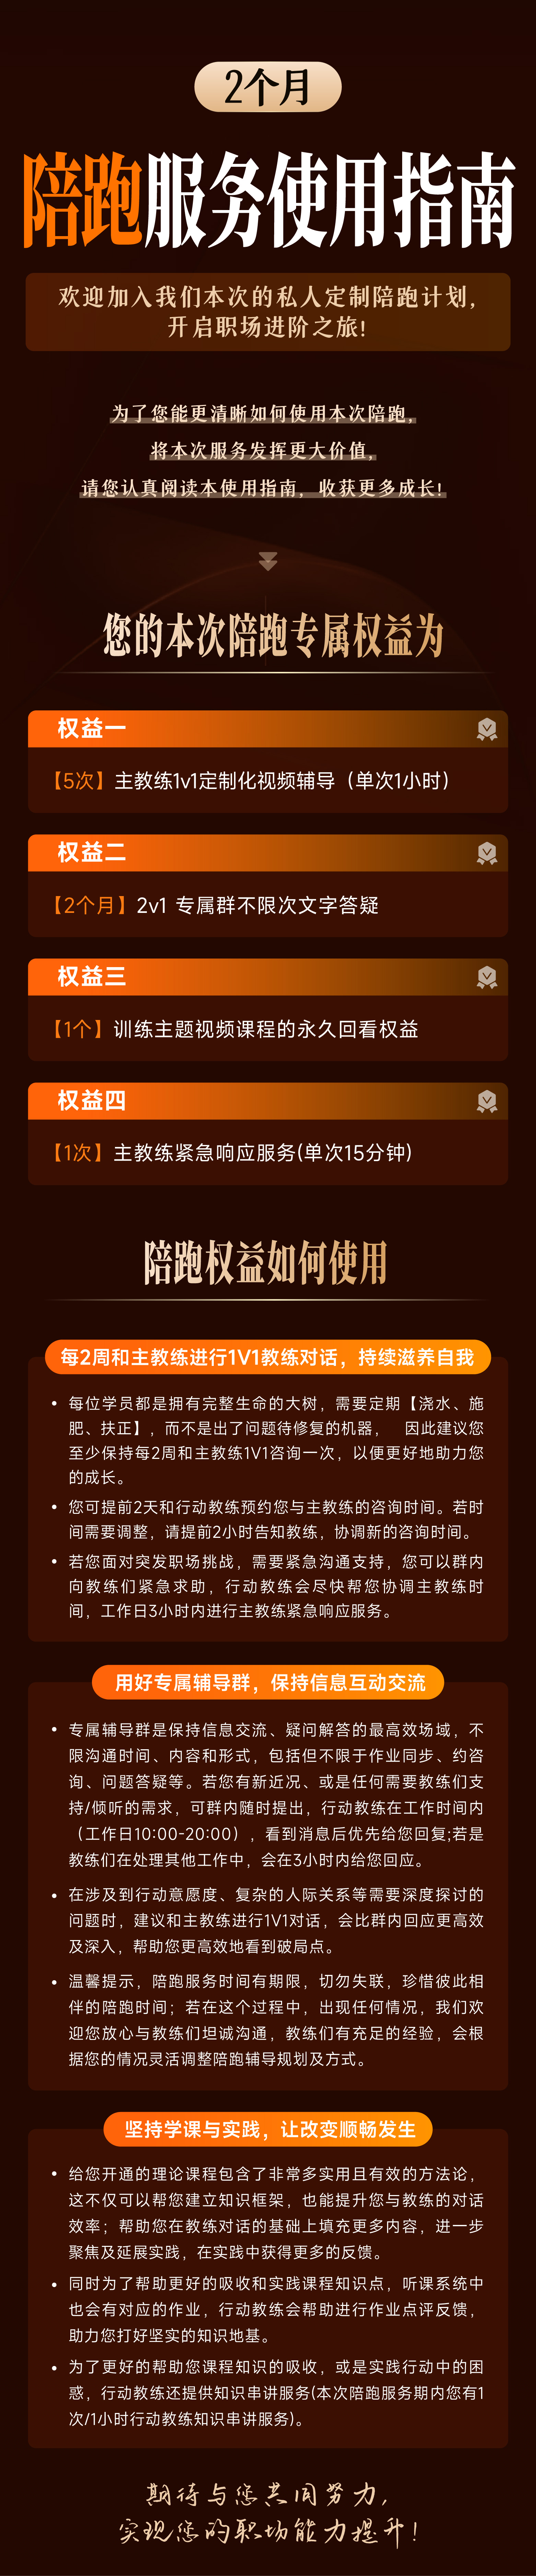 2个月
陪跑服务使用指南
欢迎加入我们本次的私人定制陪跑计划，
开启职场进阶之旅！
为了您能更清晰如何使用本次陪跑，
将本次服务发挥更大价值，
请您认真阅读本使用指南，收获更多成长！
您的本次陪跑专属权益为
权益一
【5次】主教练1v1定制化视频辅导（单次1小时）
权益二
【2个月】2v1 专属群不限次文字答疑
权益三
【1个】训练主题视频课程的永久回看权益
权益四
【1次】主教练紧急响应服务(单次15分钟)
陪跑权益如何使用
每2周和主教练进行1V1教练对话，持续滋养自我
• 每位学员都是拥有完整生命的大树，需要定期【浇水、施
肥、扶正】，而不是出了问题待修复的机器， 因此建议您
至少保持每2周和主教练1V1咨询一次，以便更好地助力您
的成长。
• 您可提前2天和行动教练预约您与主教练的咨询时间。若时
间需要调整，请提前2小时告知教练，协调新的咨询时间。
• 若您面对突发职场挑战，需要紧急沟通支持，您可以群内
向教练们紧急求助，行动教练会尽快帮您协调主教练时
间，工作日3小时内进行主教练紧急响应服务。
用好专属辅导群，保持信息互动交流
• 专属辅导群是保持信息交流、疑问解答的最高效场域，不
限沟通时间、内容和形式，包括但不限于作业同步、约咨
询、问题答疑等。若您有新近况、或是任何需要教练们支
持/倾听的需求，可群内随时提出，行动教练在工作时间内
（工作日10:00-20:00），看到消息后优先给您回复;若是
教练们在处理其他工作中，会在3小时内给您回应。
• 在涉及到行动意愿度、复杂的人际关系等需要深度探讨的
问题时，建议和主教练进行1V1对话，会比群内回应更高效
及深入，帮助您更高效地看到破局点。
• 温馨提示，陪跑服务时间有期限，切勿失联，珍惜彼此相
伴的陪跑时间；若在这个过程中，出现任何情况，我们欢
迎您放心与教练们坦诚沟通，教练们有充足的经验，会根
据您的情况灵活调整陪跑辅导规划及方式。
坚持学课与实践，让改变顺畅发生
• 给您开通的理论课程包含了非常多实用且有效的方法论，
这不仅可以帮您建立知识框架，也能提升您与教练的对话
效率；帮助您在教练对话的基础上填充更多内容，进一步
聚焦及延展实践，在实践中获得更多的反馈。
• 同时为了帮助更好的吸收和实践课程知识点，听课系统中
也会有对应的作业，行动教练会帮助进行作业点评反馈，
助力您打好坚实的知识地基。
• 为了更好的帮助您课程知识的吸收，或是实践行动中的困
惑，行动教练还提供知识串讲服务(本次陪跑服务期内您有1
次/1小时行动教练知识串讲服务)。
期待与您共同努力，
实现您的职场能力提升！